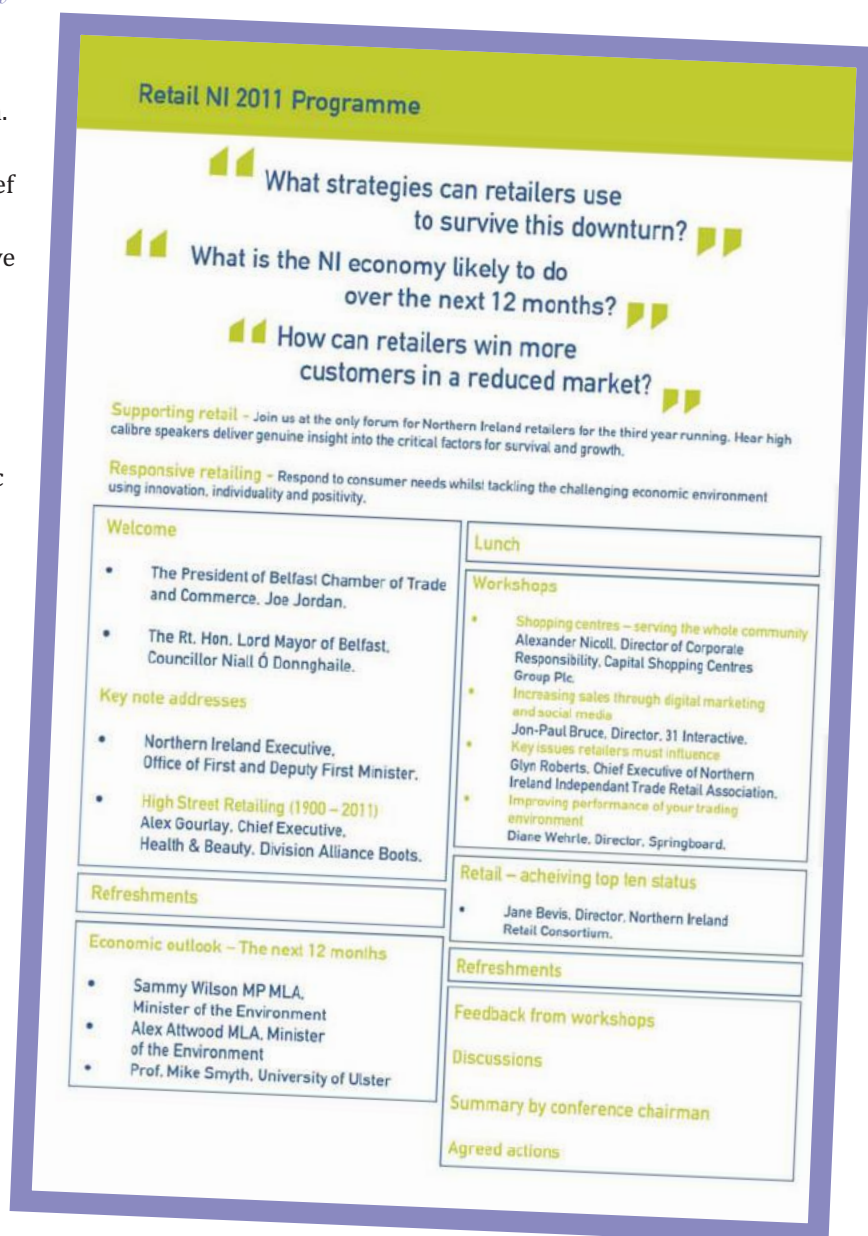 Retail NI 2011 Programme
What strategies can retailers use
to survive this downturn?
What is the NI economy likely to do
over the next 12 months?
How can retailers win more
customers in a reduced market?
Supporting retail - Join us at the only forum for Northern Ireland retailers for the third year running. Hear high
calibre speakers deliver genuine insight into the critical factors for survival and growth.
Responsive retailing - Respond to consumer needs whilst tackling the challenging economic environment
using innovation, individuality and positivity.
Welcome
• The President of Belfast Chamber of Trade
and Commerce, Joe Jordan.
• The Rt. Hon. Lord Mayor of Belfast,
Councillor Niall Ó Donnghaile.
Key note addresses
• Northern Ireland Executive,
Office of First and Deputy First Minister.
• High Street Retailing (1900 – 2011)
Alex Gourlay, Chief Executive,
Health & Beauty, Division Alliance Boots.
Refreshments
Economic outlook – The next 12 months
• Sammy Wilson MP MLA,
Minister of the Environment
• Alex Attwood MLA, Minister
of the Environment
• Prof. Mike Smyth, University of Ulster
Lunch
Workshops
• Shopping centres – serving the whole community
Alexander Nicoll, Director of Corporate
Responsibility, Capital Shopping Centres
Group Plc.
• Increasing sales through digital marketing
and social media
Jon-Paul Bruce, Director, 31 Interactive.
• Key issues retailers must influence
Glyn Roberts, Chief Executive of Northern
Ireland Independant Trade Retail Association.
• Improving performance of your trading
environment
Diane Wehrle, Director, Springboard.
Retail – acheiving top ten status
• Jane Bevis, Director, Northern Ireland
Retail Consortium.
Refreshments
Feedback from workshops
Discussions
Summary by conference chairman
Agreed actions